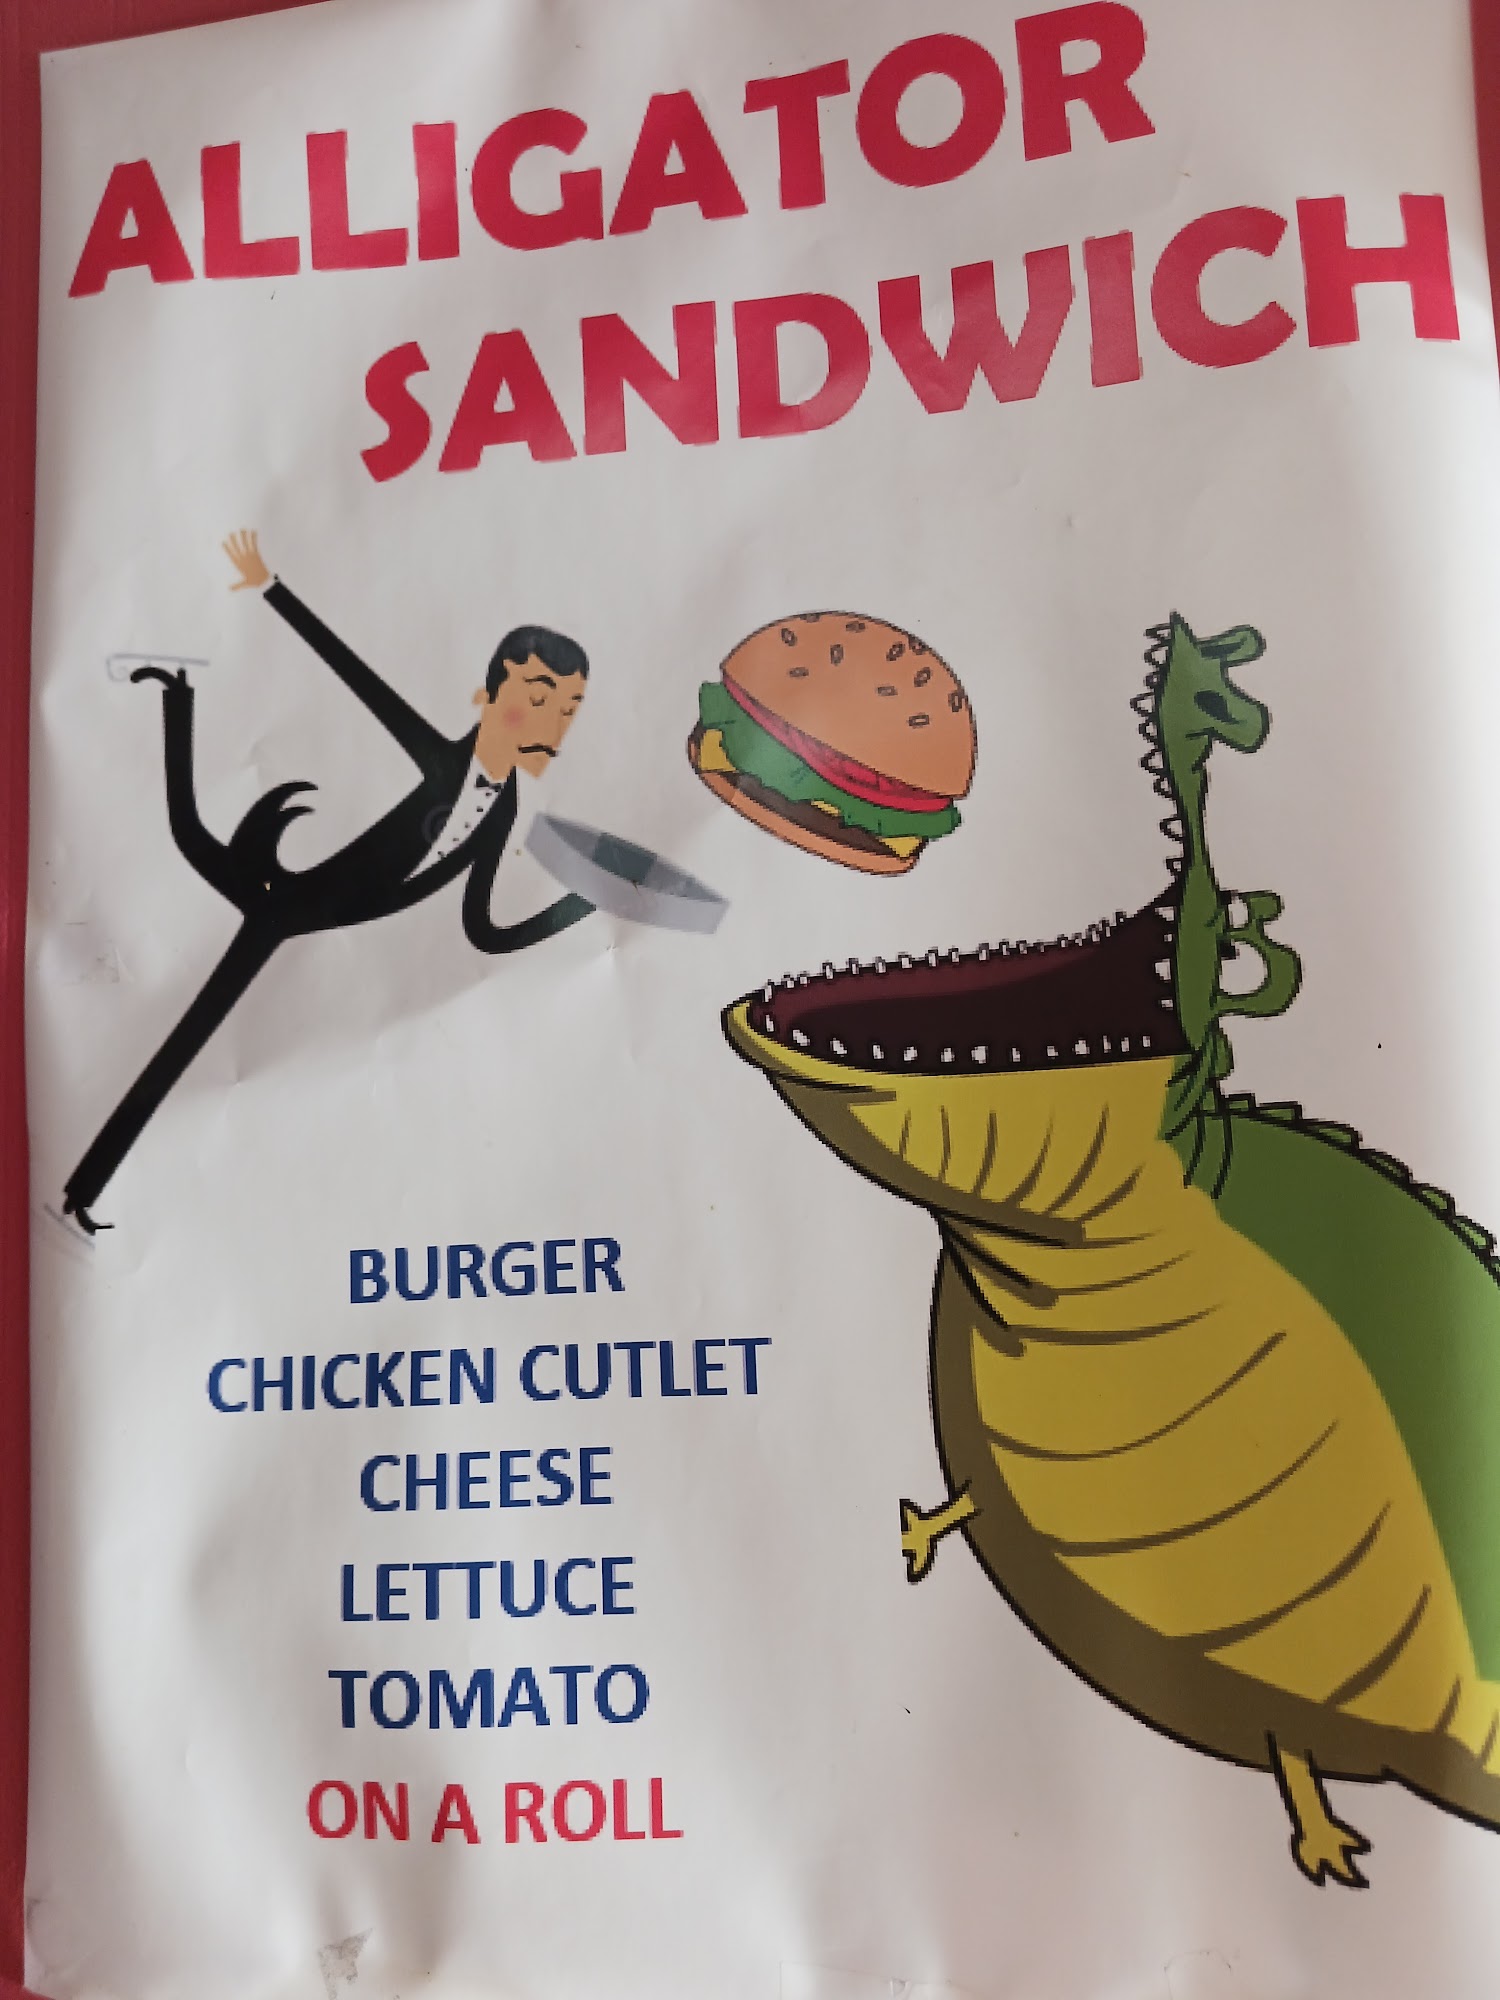 ALLIGATOR
SANDWICH
BURGER
CHICKEN CUTLET
CHEESE
LETTUCE
TOMATO
ON A ROLL